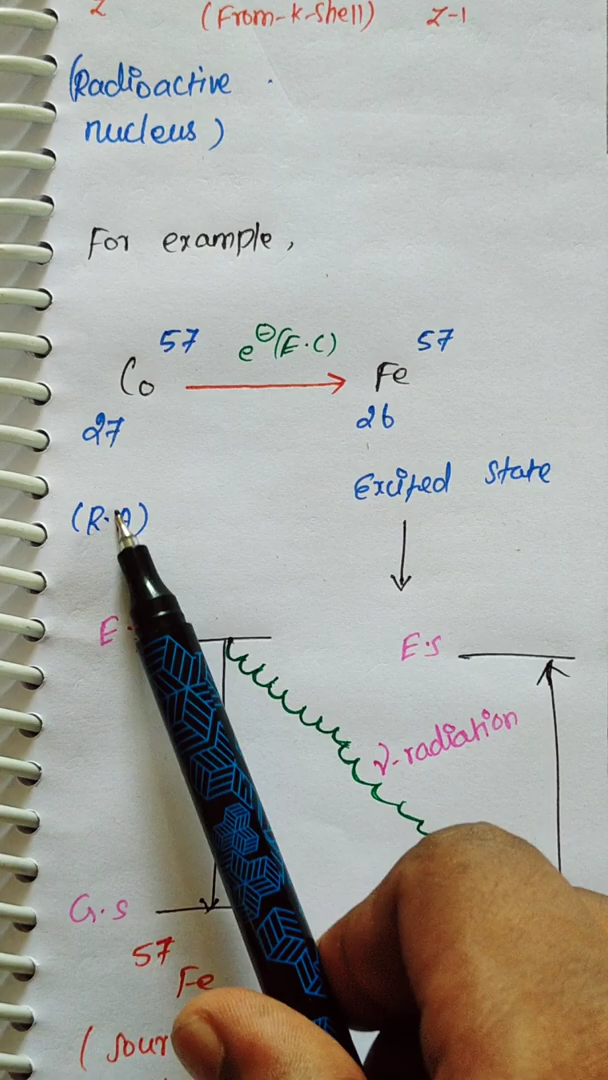 Z (From-K-Shell) Z-1
(Radioactive
nucleus)
For example,
57 e⊖(E.C) 57
Co Fe
27 26
Excited State
(R.A)
E. E.S
γ-radiation
G.S
57
Fe
(Sour